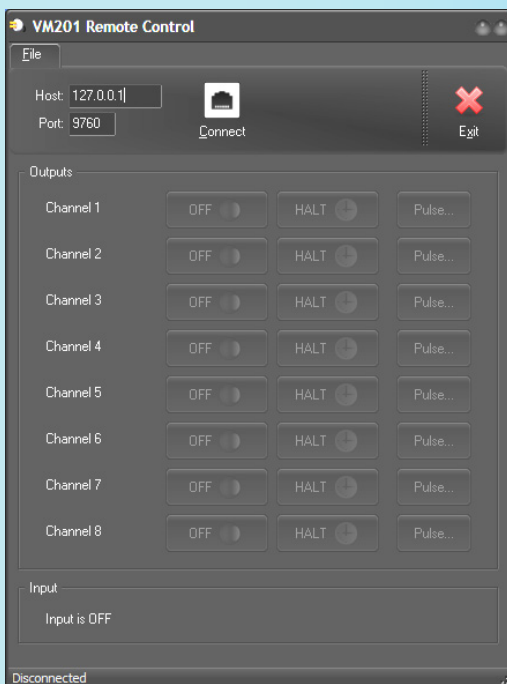 VM201 Remote Control
File
Host: 127.0.0.1
Port: 9760
Connect
Exit
Outputs
Channel 1 OFF HALT Pulse...
Channel 2 OFF HALT Pulse...
Channel 3 OFF HALT Pulse...
Channel 4 OFF HALT Pulse...
Channel 5 OFF HALT Pulse...
Channel 6 OFF HALT Pulse...
Channel 7 OFF HALT Pulse...
Channel 8 OFF HALT Pulse...
Input
Input is OFF
Disconnected